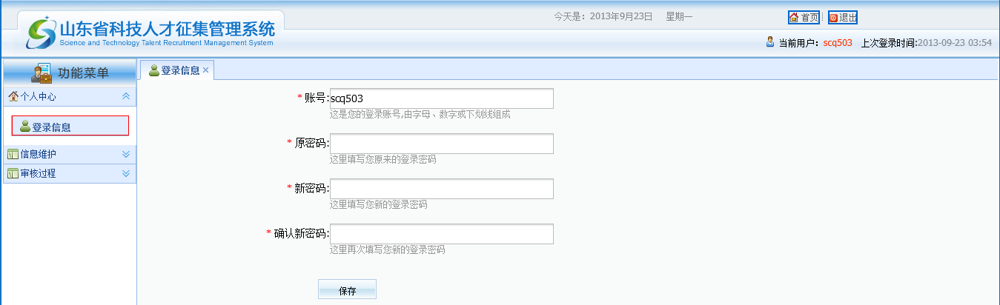 今天是：2013年9月23日 星期一
首页
退出
山东省科技人才征集管理系统
Science and Technology Talent Recruitment Management System
当前用户：scq503 上次登录时间:2013-09-23 03:54
功能菜单
登录信息
个人中心
登录信息
信息维护
审核过程
* 账号:scq503
这是您的登录账号,由字母、数字或下划线组成
* 原密码:
这里填写您原来的登录密码
* 新密码:
这里填写您新的登录密码
* 确认新密码:
这里再次填写您新的登录密码
保存